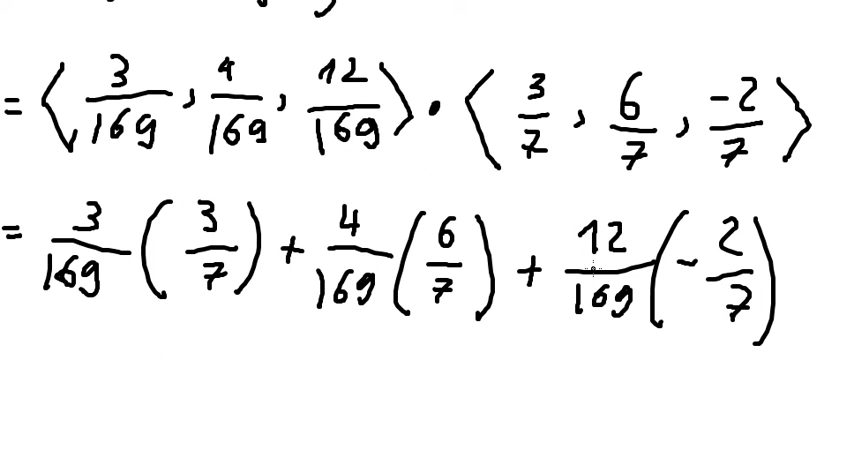 = ⟨ 3/169 , 4/169 , 12/169 ⟩ • ⟨ 3/7 , 6/7 , -2/7 ⟩
= 3/169 ( 3/7 ) + 4/169 ( 6/7 ) + 12/169 ( - 2/7 )